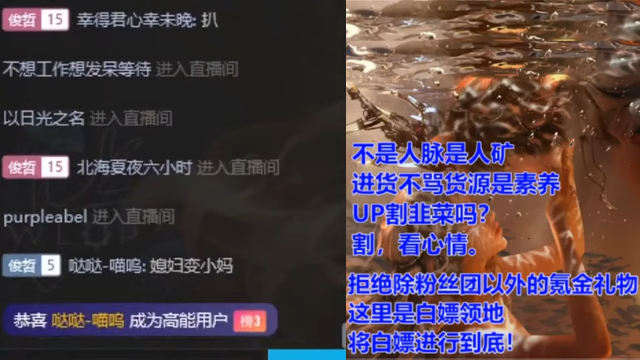 俊哲 15 幸得君心幸未晚: 扒
不想工作想发呆等待 进入直播间
以日光之名 进入直播间
俊哲 15 北海夏夜六小时 进入直播间
purpleabel 进入直播间
俊哲 5 哒哒-喵呜: 媳妇变小妈
恭喜 哒哒-喵呜 成为高能用户 榜3
不是人脉是人矿
进货不骂货源是素养
UP割韭菜吗?
割，看心情。
拒绝除粉丝团以外的氪金礼物
这里是白嫖领地
将白嫖进行到底!